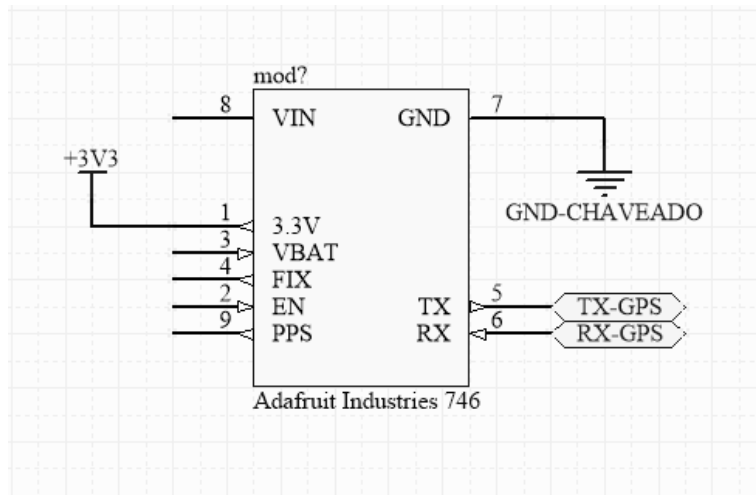 mod?
8 VIN GND 7
+3V3
GND-CHAVEADO
1 3.3V
3 VBAT
4 FIX
2 EN TX 5 TX-GPS
9 PPS RX 6 RX-GPS
Adafruit Industries 746